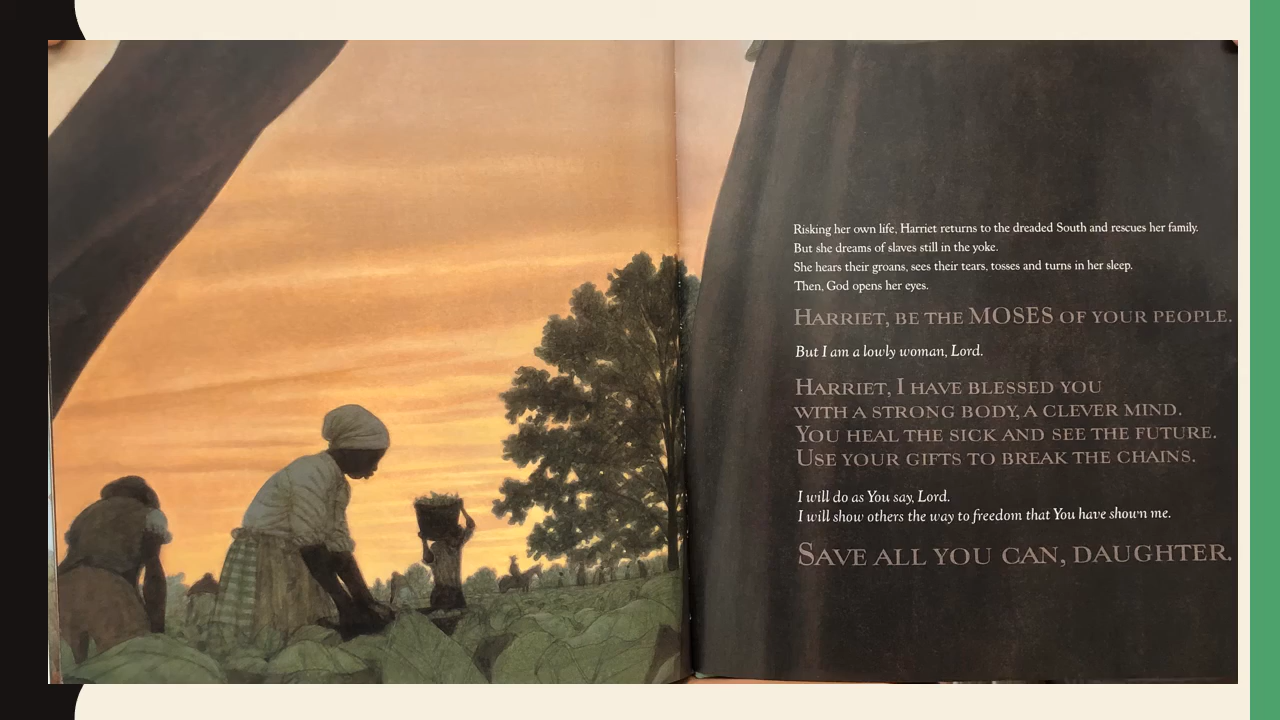 Risking her own life, Harriet returns to the dreaded South and rescues her family.
But she dreams of slaves still in the yoke.
She hears their groans, sees their tears, tosses and turns in her sleep.
Then, God opens her eyes.
HARRIET, BE THE MOSES OF YOUR PEOPLE.
But I am a lowly woman, Lord.
HARRIET, I HAVE BLESSED YOU
WITH A STRONG BODY, A CLEVER MIND.
YOU HEAL THE SICK AND SEE THE FUTURE.
USE YOUR GIFTS TO BREAK THE CHAINS.
I will do as You say, Lord.
I will show others the way to freedom that You have shown me.
SAVE ALL YOU CAN, DAUGHTER.